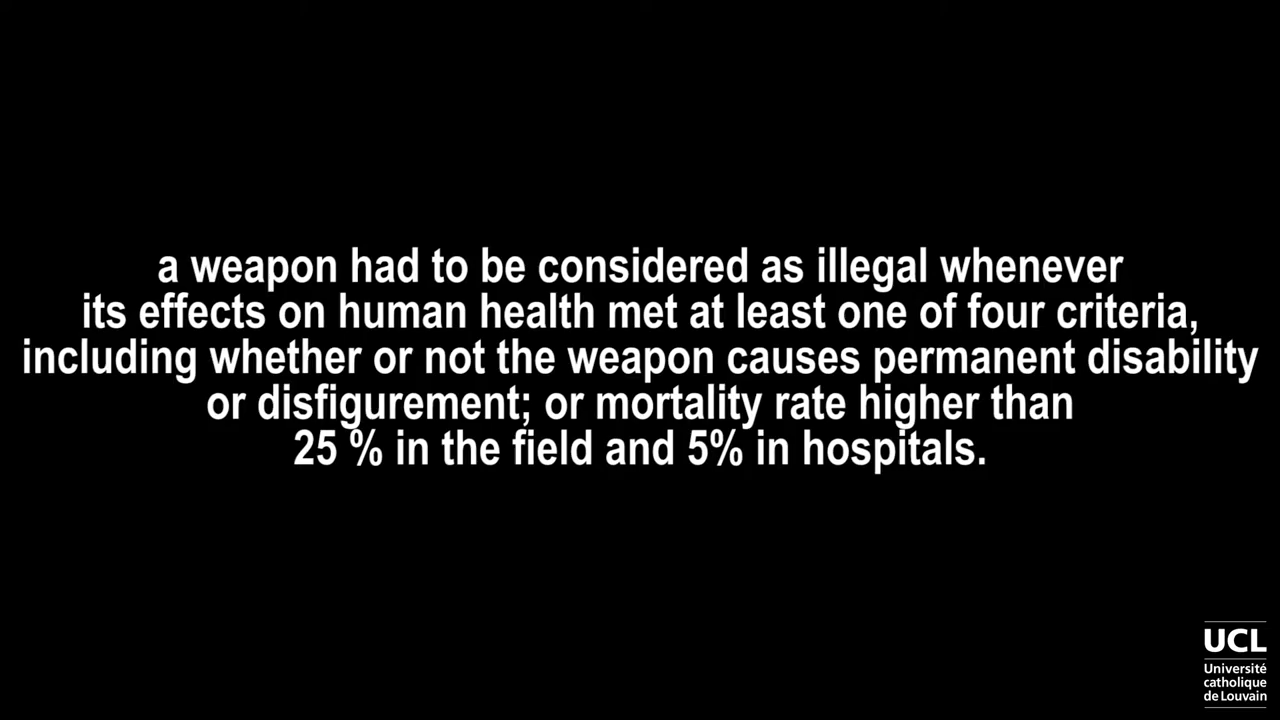 a weapon had to be considered as illegal whenever
its effects on human health met at least one of four criteria,
including whether or not the weapon causes permanent disability
or disfigurement; or mortality rate higher than
25 % in the field and 5% in hospitals.
UCL
Université
catholique
de Louvain